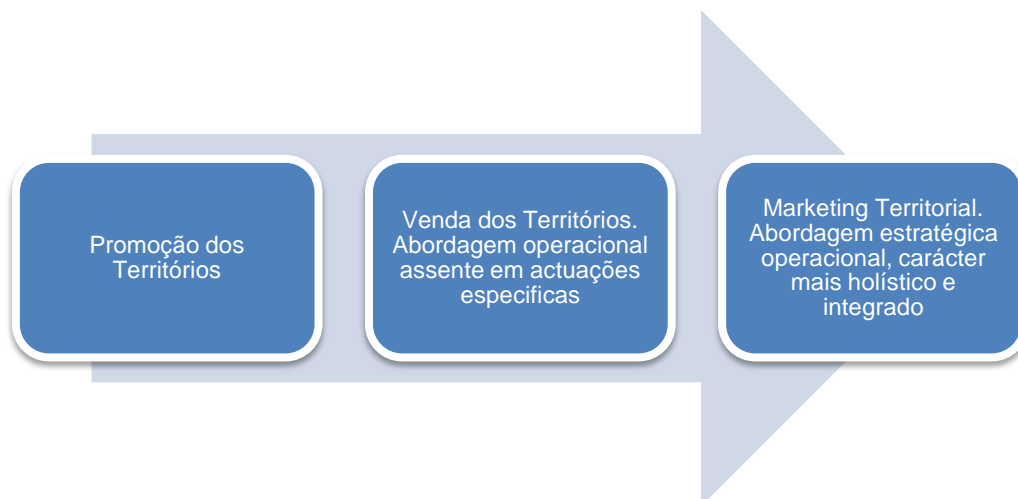 Promoção dos
Territórios
Venda dos Territórios.
Abordagem operacional
assente em actuações
especificas
Marketing Territorial.
Abordagem estratégica
operacional, carácter
mais holístico e
integrado